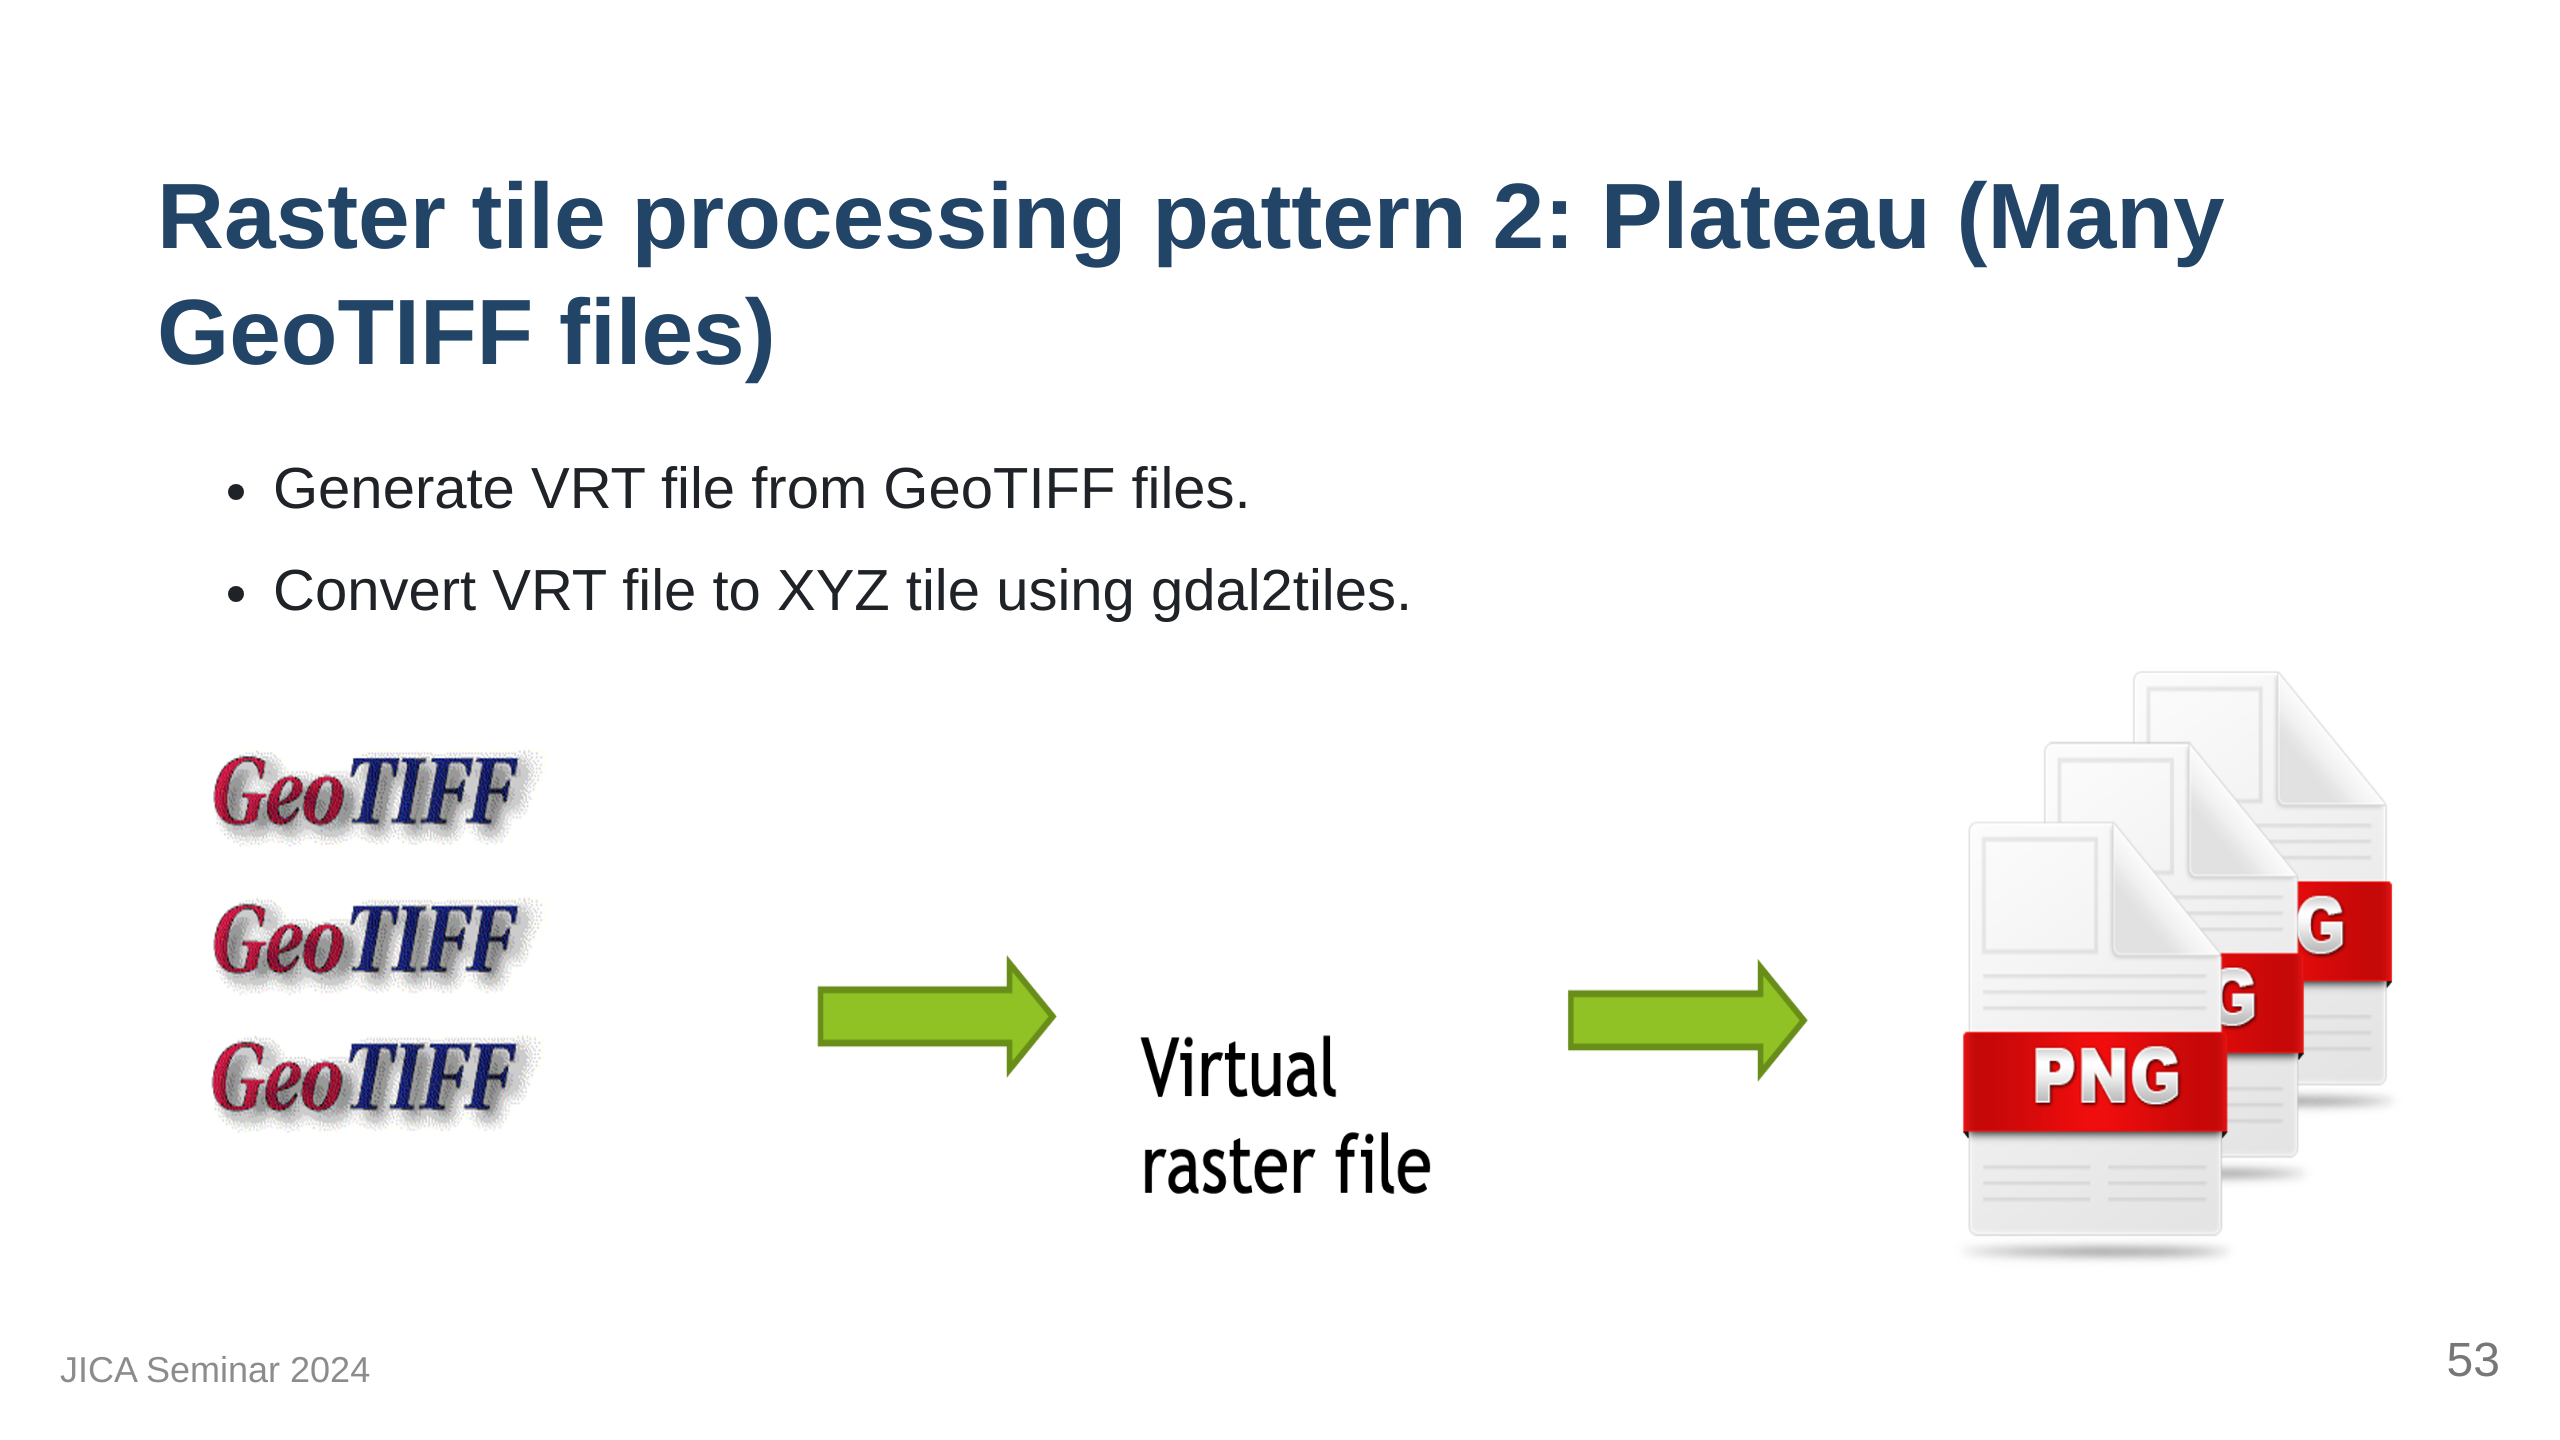 Raster tile processing pattern 2: Plateau (Many
GeoTIFF files)
• Generate VRT file from GeoTIFF files.
• Convert VRT file to XYZ tile using gdal2tiles.
GeoTIFF
GeoTIFF
GeoTIFF
Virtual
raster file
G
G
PNG
JICA Seminar 2024
53